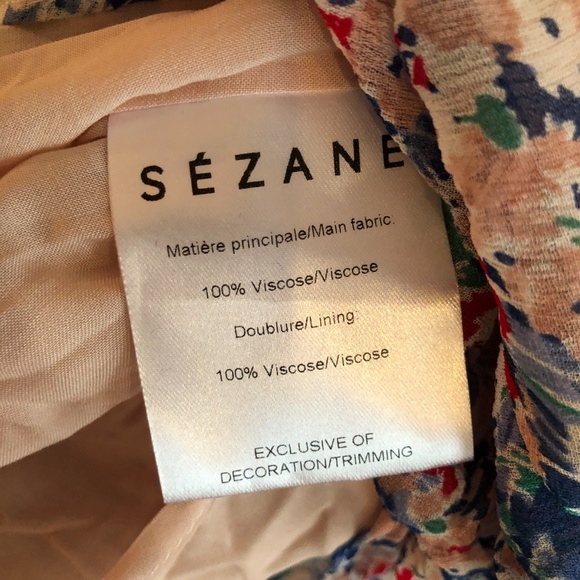 SÉZANE
Matière principale/Main fabric:
100% Viscose/Viscose
Doublure/Lining:
100% Viscose/Viscose
EXCLUSIVE OF
DECORATION/TRIMMING